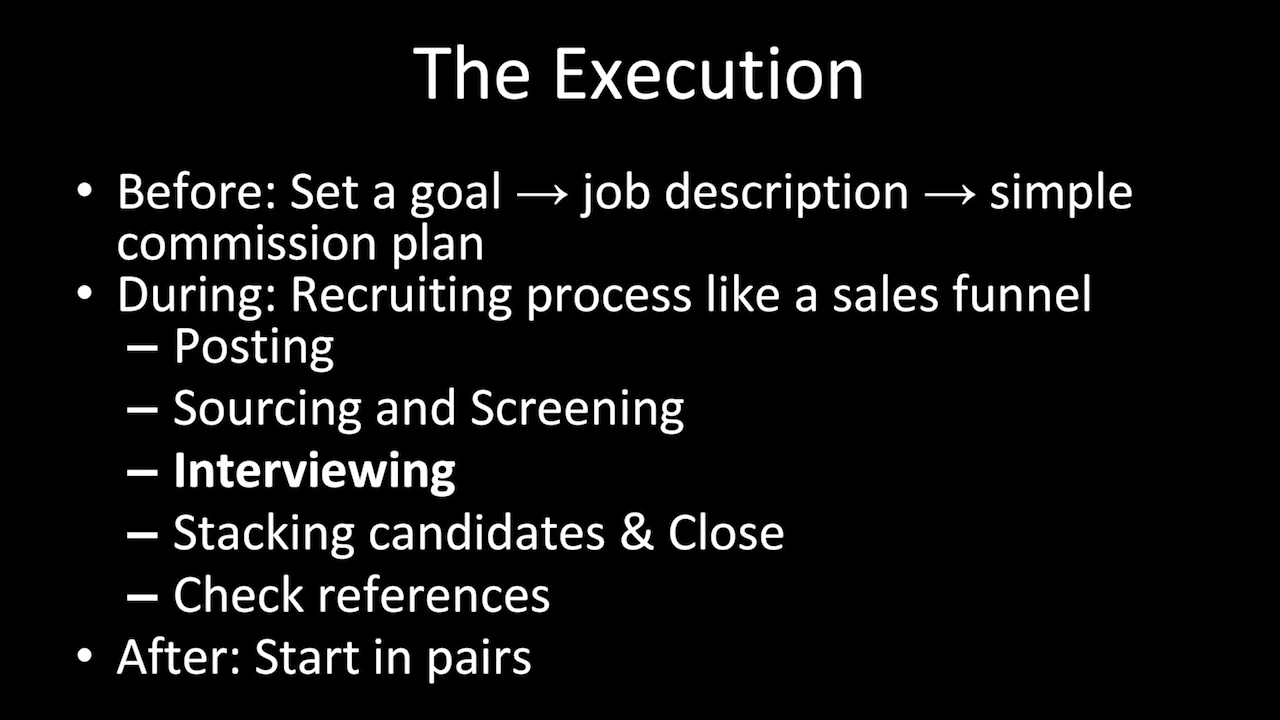 The Execution
• Before: Set a goal → job description → simple
commission plan
• During: Recruiting process like a sales funnel
– Posting
– Sourcing and Screening
– Interviewing
– Stacking candidates & Close
– Check references
• After: Start in pairs